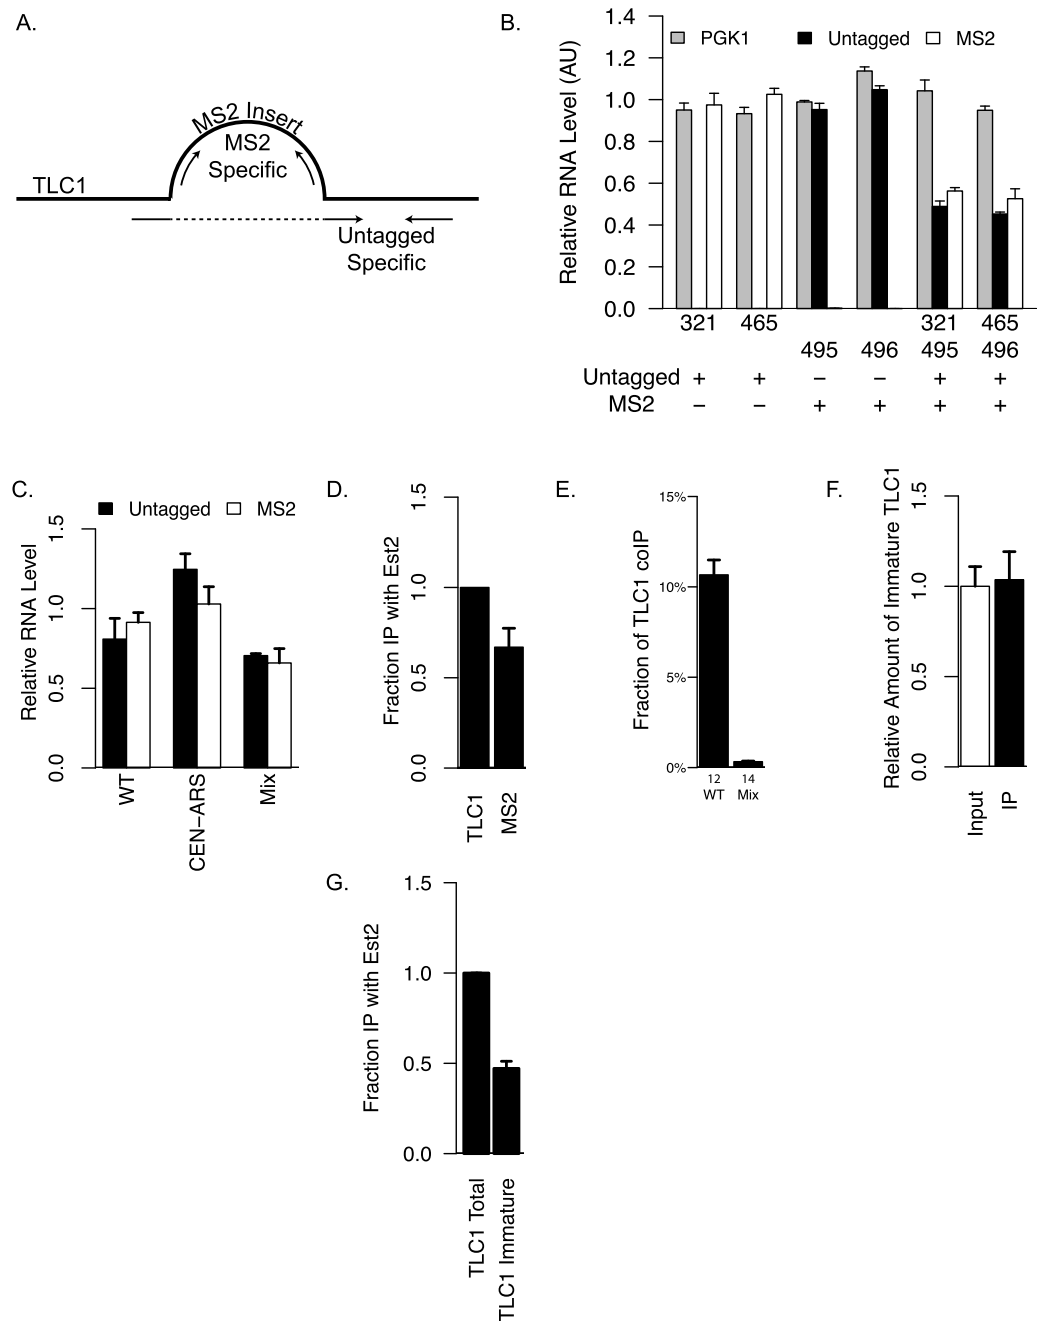 A.
MS2 Insert
MS2
Specific
TLC1
Untagged
Specific
B.
Relative RNA Level (AU)
1.4
1.2
1.0
0.8
0.6
0.4
0.2
0.0
PGK1 Untagged MS2
321 465 321 465
495 496 495 496
Untagged + + − − + +
MS2 − − + + + +
C.
Untagged MS2
Relative RNA Level
1.5
1.0
0.5
0.0
WT
CEN−ARS
Mix
D.
Fraction IP with Est2
1.5
1.0
0.5
0.0
TLC1
MS2
E.
Fraction of TLC1 coIP
15%
10%
5%
0%
12 14
WT Mix
F.
Relative Amount of Immature TLC1
1.5
1.0
0.5
0.0
Input
IP
G.
Fraction IP with Est2
1.5
1.0
0.5
0.0
TLC1 Total
TLC1 Immature